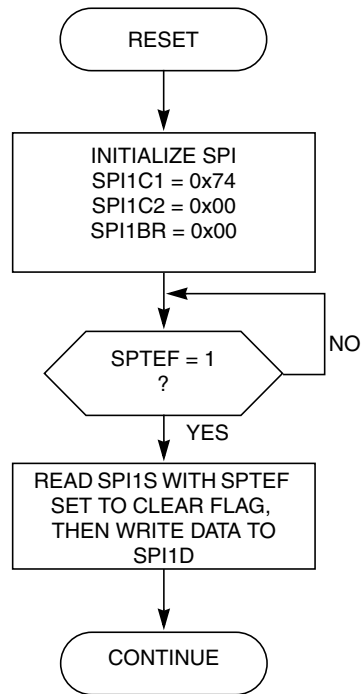 RESET
INITIALIZE SPI
SPI1C1 = 0x74
SPI1C2 = 0x00
SPI1BR = 0x00
SPTEF = 1
?
NO
YES
READ SPI1S WITH SPTEF
SET TO CLEAR FLAG,
THEN WRITE DATA TO
SPI1D
CONTINUE